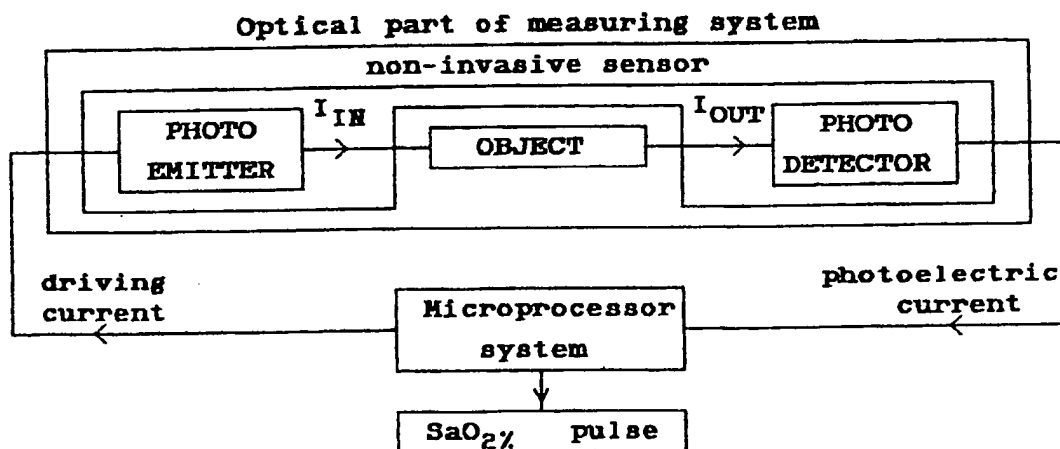 Optical part of measuring system
non-invasive sensor
PHOTO
EMITTER
I IN
OBJECT
I OUT
PHOTO
DETECTOR
driving
current
Microprocessor
system
photoelectric
current
SaO2% pulse